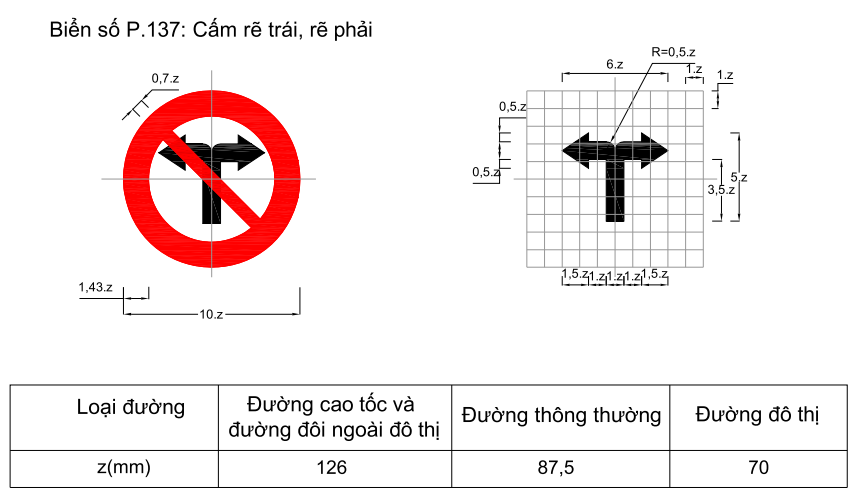 Biển số P.137: Cấm rẽ trái, rẽ phải
R=0,5.z
6.z
1.z
1.z
0,7.z
0,5.z
0,5.z
5.z
3,5.z
1,5.z 1.z 1.z 1.z 1,5.z
1,43.z
10.z
Loại đường
Đường cao tốc và
đường đôi ngoài đô thị
Đường thông thường
Đường đô thị
z(mm)
126
87,5
70